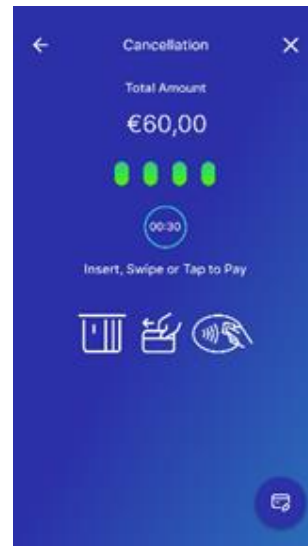 Cancellation
Total Amount
€60,00
00:30
Insert, Swipe or Tap to Pay